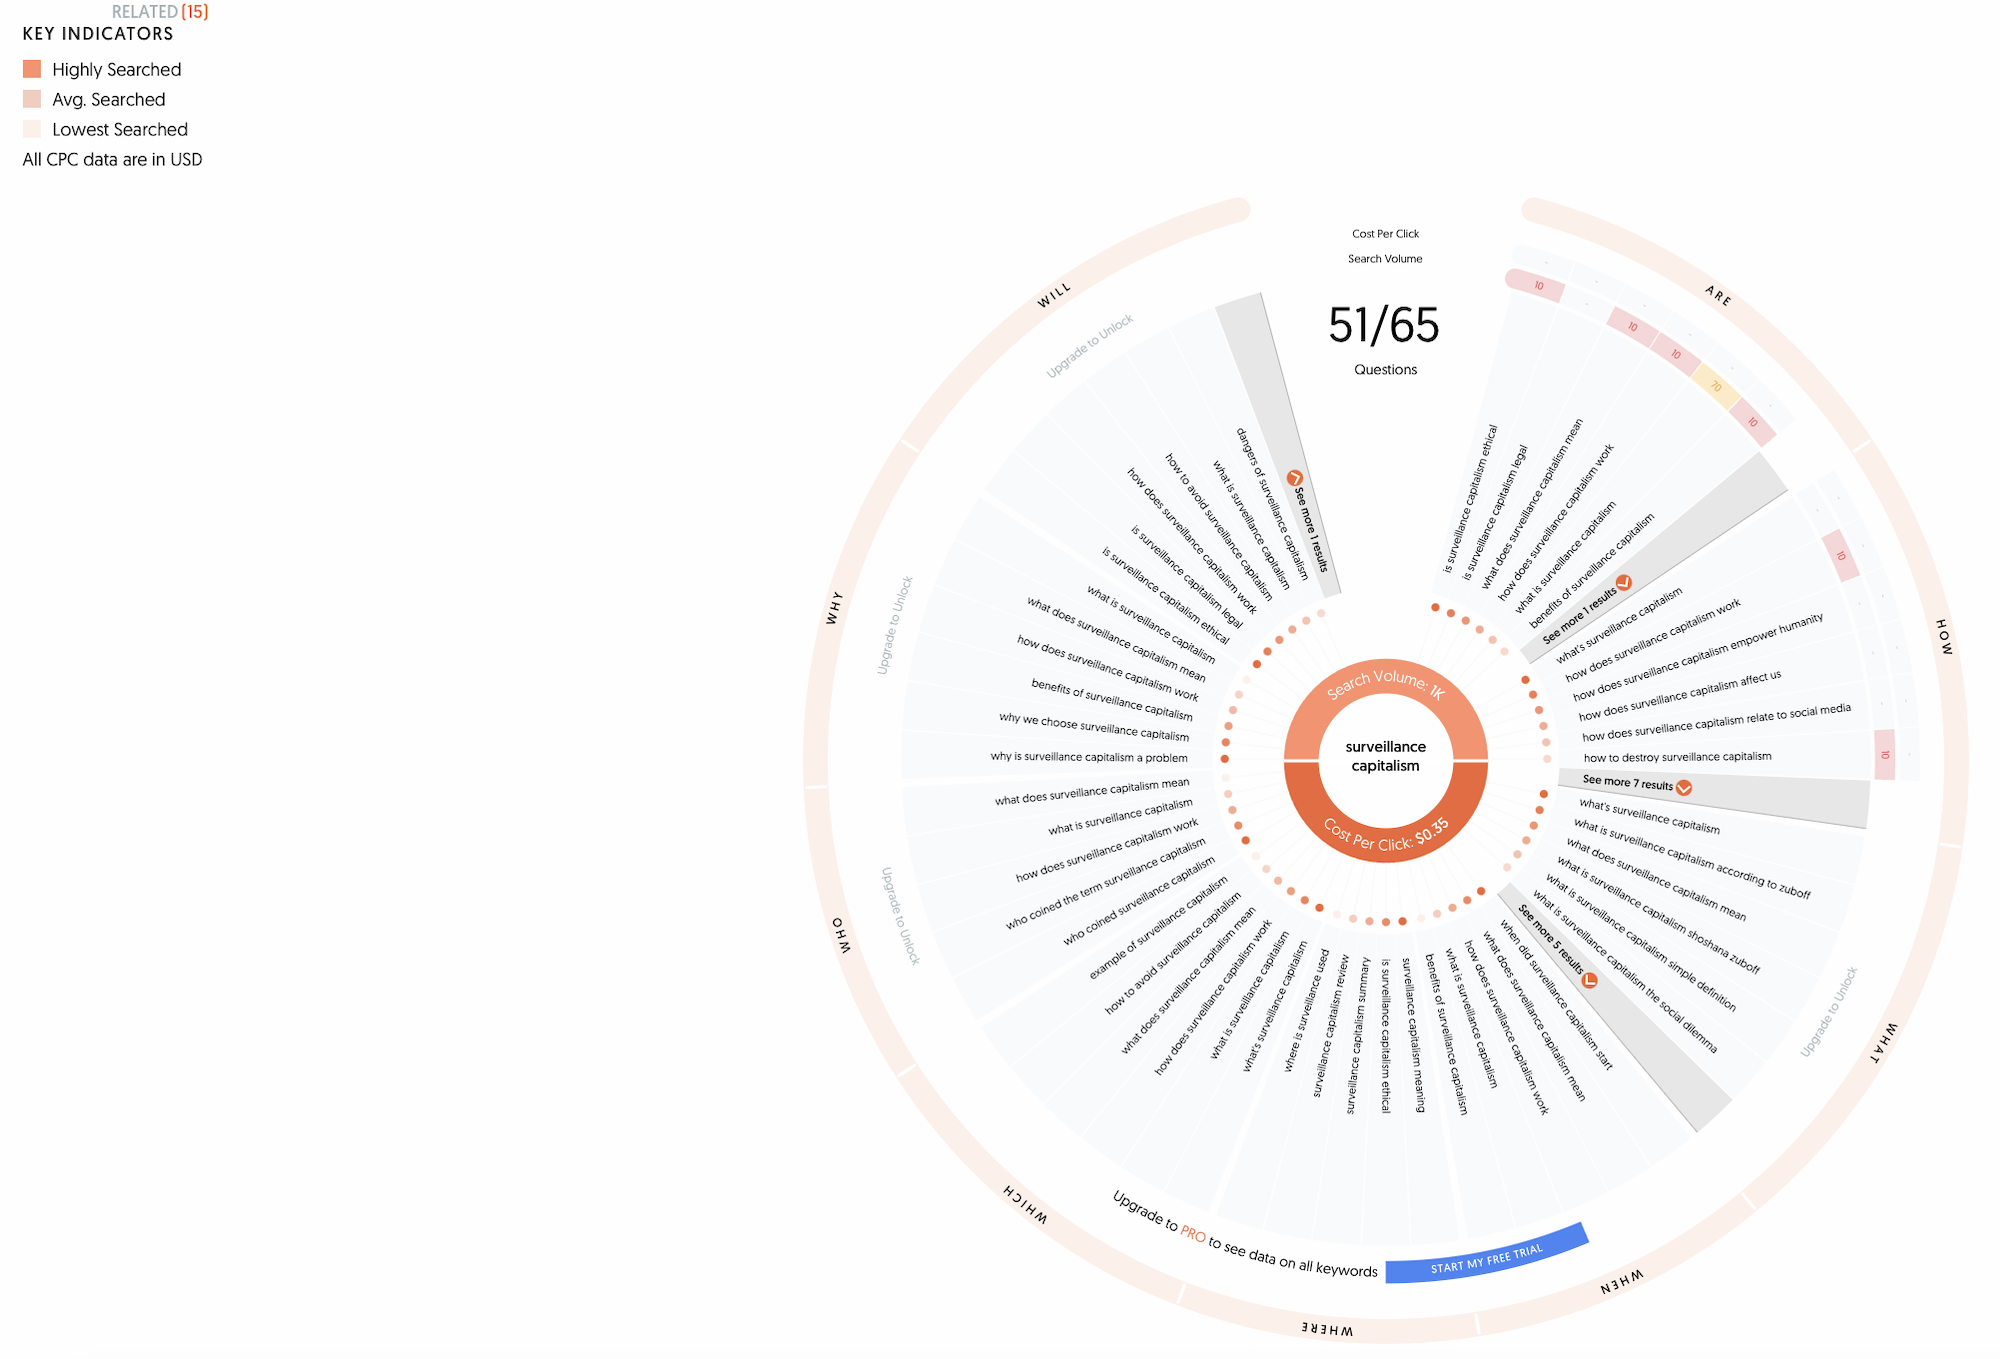 RELATED (15)
KEY INDICATORS
Highly Searched
Avg. Searched
Lowest Searched
All CPC data are in USD
Cost Per Click
Search Volume
51/65
Questions
surveillance
capitalism
Search Volume: 1K
Cost Per Click: $0.35
ARE
10
10
10
70
10
is surveillance capitalism ethical
is surveillance capitalism legal
what does surveillance capitalism mean
how does surveillance capitalism work
what is surveillance capitalism
benefits of surveillance capitalism
See more 1 results
HOW
10
10
what's surveillance capitalism
how does surveillance capitalism work
how does surveillance capitalism empower humanity
how does surveillance capitalism affect us
how does surveillance capitalism relate to social media
how to destroy surveillance capitalism
See more 7 results
WHAT
Upgrade to Unlock
what's surveillance capitalism
what is surveillance capitalism according to zuboff
what does surveillance capitalism mean
what is surveillance capitalism shoshana zuboff
what is surveillance capitalism simple definition
what is surveillance capitalism the social dilemma
See more 5 results
WHEN
when did surveillance capitalism start
what does surveillance capitalism mean
how does surveillance capitalism work
what is surveillance capitalism
benefits of surveillance capitalism
WHERE
surveillance capitalism meaning
is surveillance capitalism ethical
surveillance capitalism summary
surveillance capitalism review
where is surveillance used
WHICH
what's surveillance capitalism
what is surveillance capitalism
how does surveillance capitalism work
what does surveillance capitalism mean
how to avoid surveillance capitalism
example of surveillance capitalism
WHO
Upgrade to Unlock
who coined surveillance capitalism
who coined the term surveillance capitalism
how does surveillance capitalism work
what is surveillance capitalism
what does surveillance capitalism mean
WHY
Upgrade to Unlock
why is surveillance capitalism a problem
why we choose surveillance capitalism
benefits of surveillance capitalism
how does surveillance capitalism work
what does surveillance capitalism mean
what is surveillance capitalism
WILL
Upgrade to Unlock
is surveillance capitalism ethical
is surveillance capitalism legal
how does surveillance capitalism work
how to avoid surveillance capitalism
what is surveillance capitalism
dangers of surveillance capitalism
See more 1 results
Upgrade to PRO to see data on all keywords
START MY FREE TRIAL